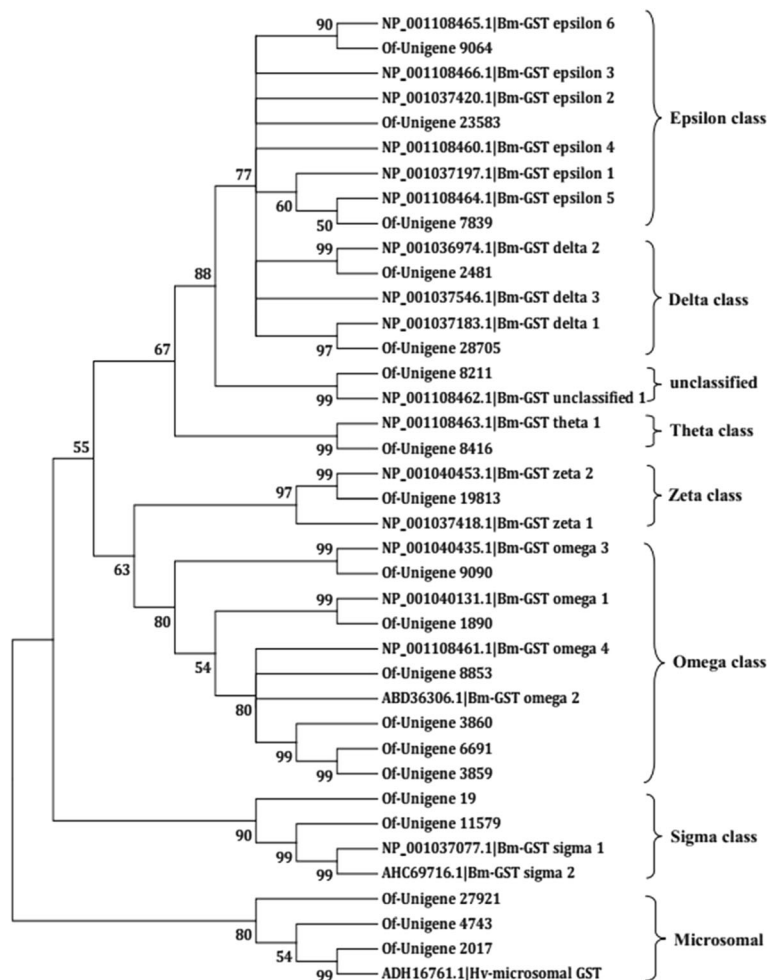 90
NP_001108465.1|Bm-GST epsilon 6
Of-Unigene 9064
NP_001108466.1|Bm-GST epsilon 3
NP_001037420.1|Bm-GST epsilon 2
Of-Unigene 23583
Epsilon class
NP_001108460.1|Bm-GST epsilon 4
77
NP_001037197.1|Bm-GST epsilon 1
60
NP_001108464.1|Bm-GST epsilon 5
50
Of-Unigene 7839
99
NP_001036974.1|Bm-GST delta 2
88
Of-Unigene 2481
NP_001037546.1|Bm-GST delta 3
Delta class
NP_001037183.1|Bm-GST delta 1
67
97
Of-Unigene 28705
Of-Unigene 8211
unclassified
99
NP_001108462.1|Bm-GST unclassified 1
NP_001108463.1|Bm-GST theta 1
Theta class
55
99
Of-Unigene 8416
99
NP_001040453.1|Bm-GST zeta 2
97
Of-Unigene 19813
Zeta class
NP_001037418.1|Bm-GST zeta 1
63
99
NP_001040435.1|Bm-GST omega 3
Of-Unigene 9090
80
99
NP_001040131.1|Bm-GST omega 1
Of-Unigene 1890
54
NP_001108461.1|Bm-GST omega 4
Omega class
Of-Unigene 8853
80
ABD36306.1|Bm-GST omega 2
Of-Unigene 3860
99
Of-Unigene 6691
99
Of-Unigene 3859
Of-Unigene 19
90
Of-Unigene 11579
Sigma class
99
NP_001037077.1|Bm-GST sigma 1
99
AHC69716.1|Bm-GST sigma 2
Of-Unigene 27921
80
Of-Unigene 4743
Microsomal
54
Of-Unigene 2017
99
ADH16761.1|Hv-microsomal GST